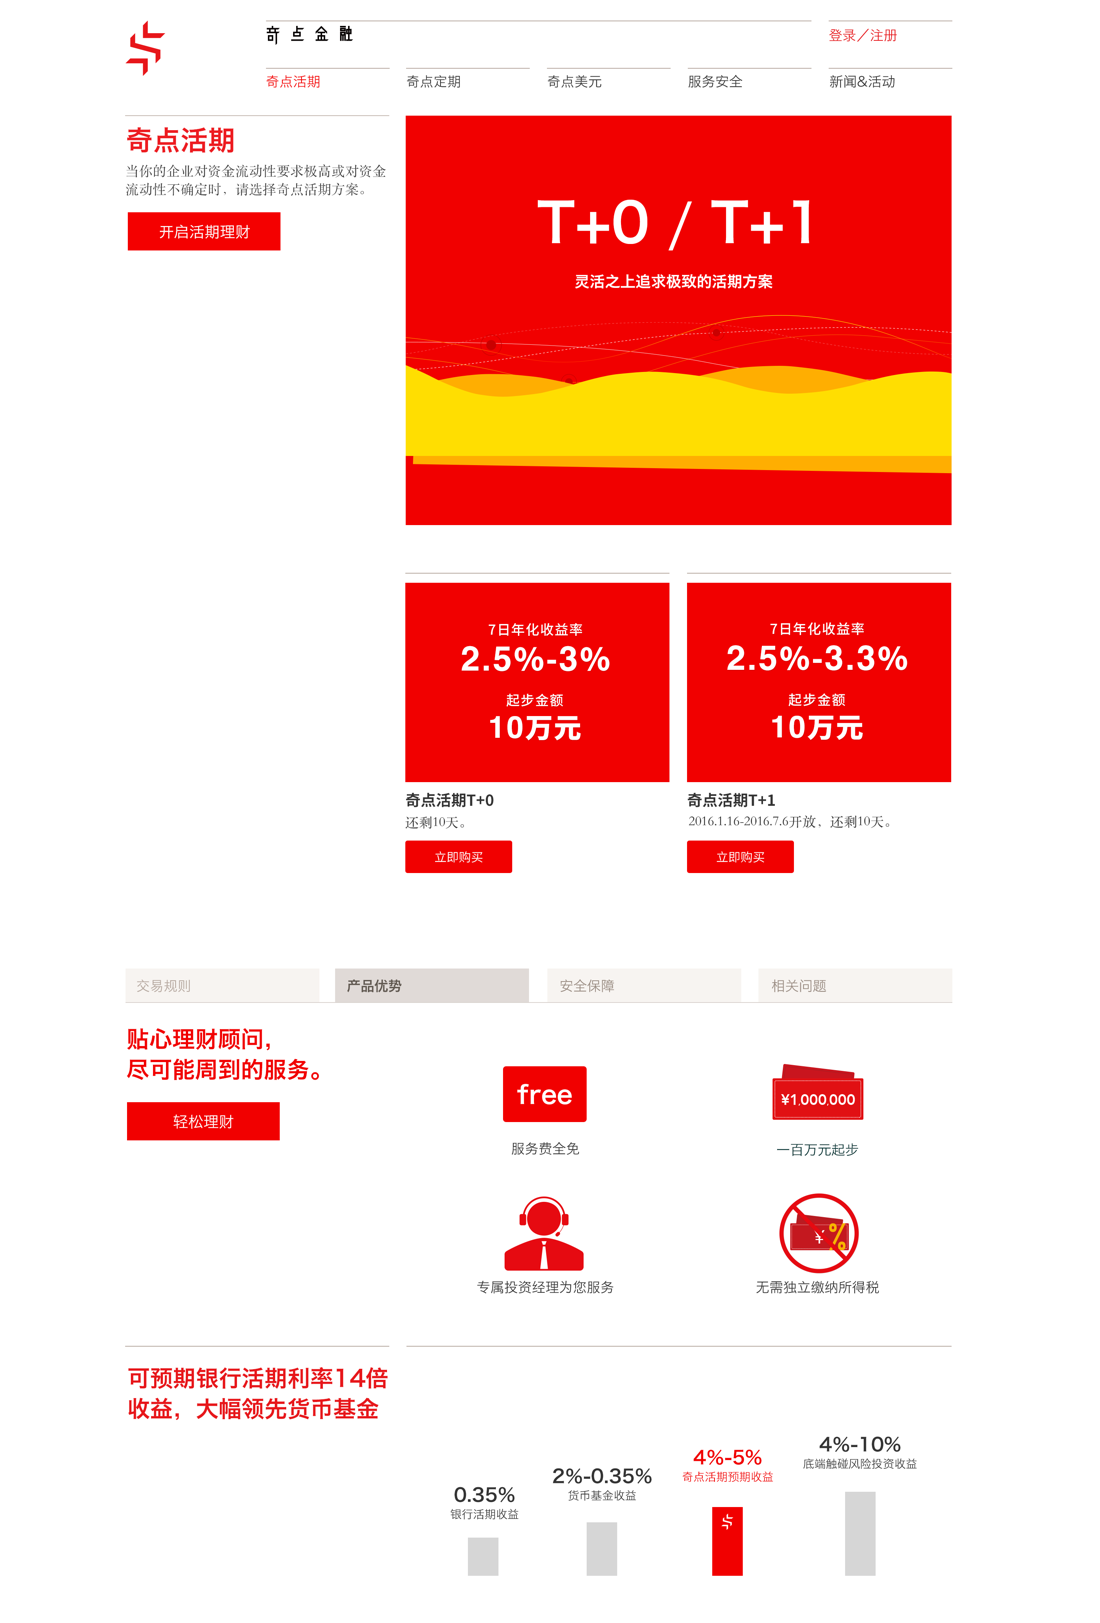 奇点金融
登录／注册
奇点活期
奇点定期
奇点美元
服务安全
新闻&活动
奇点活期
当你的企业对资金流动性要求极高或对资金
流动性不确定时，请选择奇点活期方案。
开启活期理财
T+0 / T+1
灵活之上追求极致的活期方案
7日年化收益率
2.5%-3%
起步金额
10万元
奇点活期T+0
还剩10天。
立即购买
7日年化收益率
2.5%-3.3%
起步金额
10万元
奇点活期T+1
2016.1.16-2016.7.6开放，还剩10天。
立即购买
交易规则
产品优势
安全保障
相关问题
贴心理财顾问，
尽可能周到的服务。
轻松理财
free
服务费全免
¥1,000,000
一百万元起步
专属投资经理为您服务
¥ %
无需独立缴纳所得税
可预期银行活期利率14倍
收益，大幅领先货币基金
0.35%
银行活期收益
2%-0.35%
货币基金收益
4%-5%
奇点活期预期收益
4%-10%
底端触碰风险投资收益